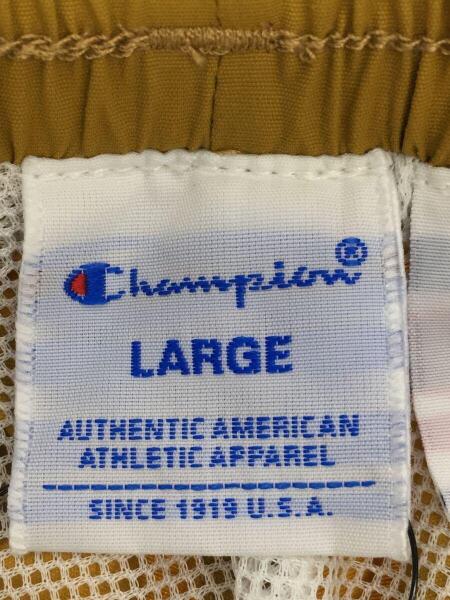 Champion®
LARGE
AUTHENTIC AMERICAN
ATHLETIC APPAREL
SINCE 1919 U.S.A.